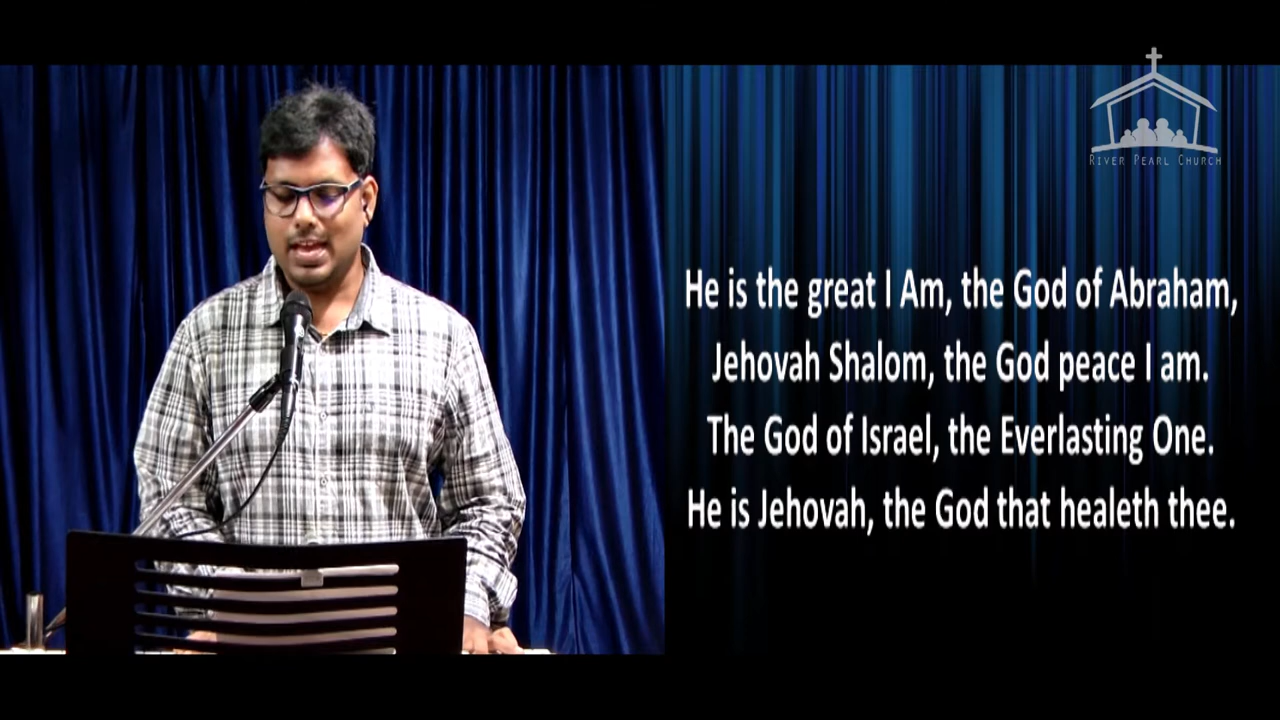 RIVER PEARL CHURCH
He is the great I Am, the God of Abraham,
Jehovah Shalom, the God peace I am.
The God of Israel, the Everlasting One.
He is Jehovah, the God that healeth thee.